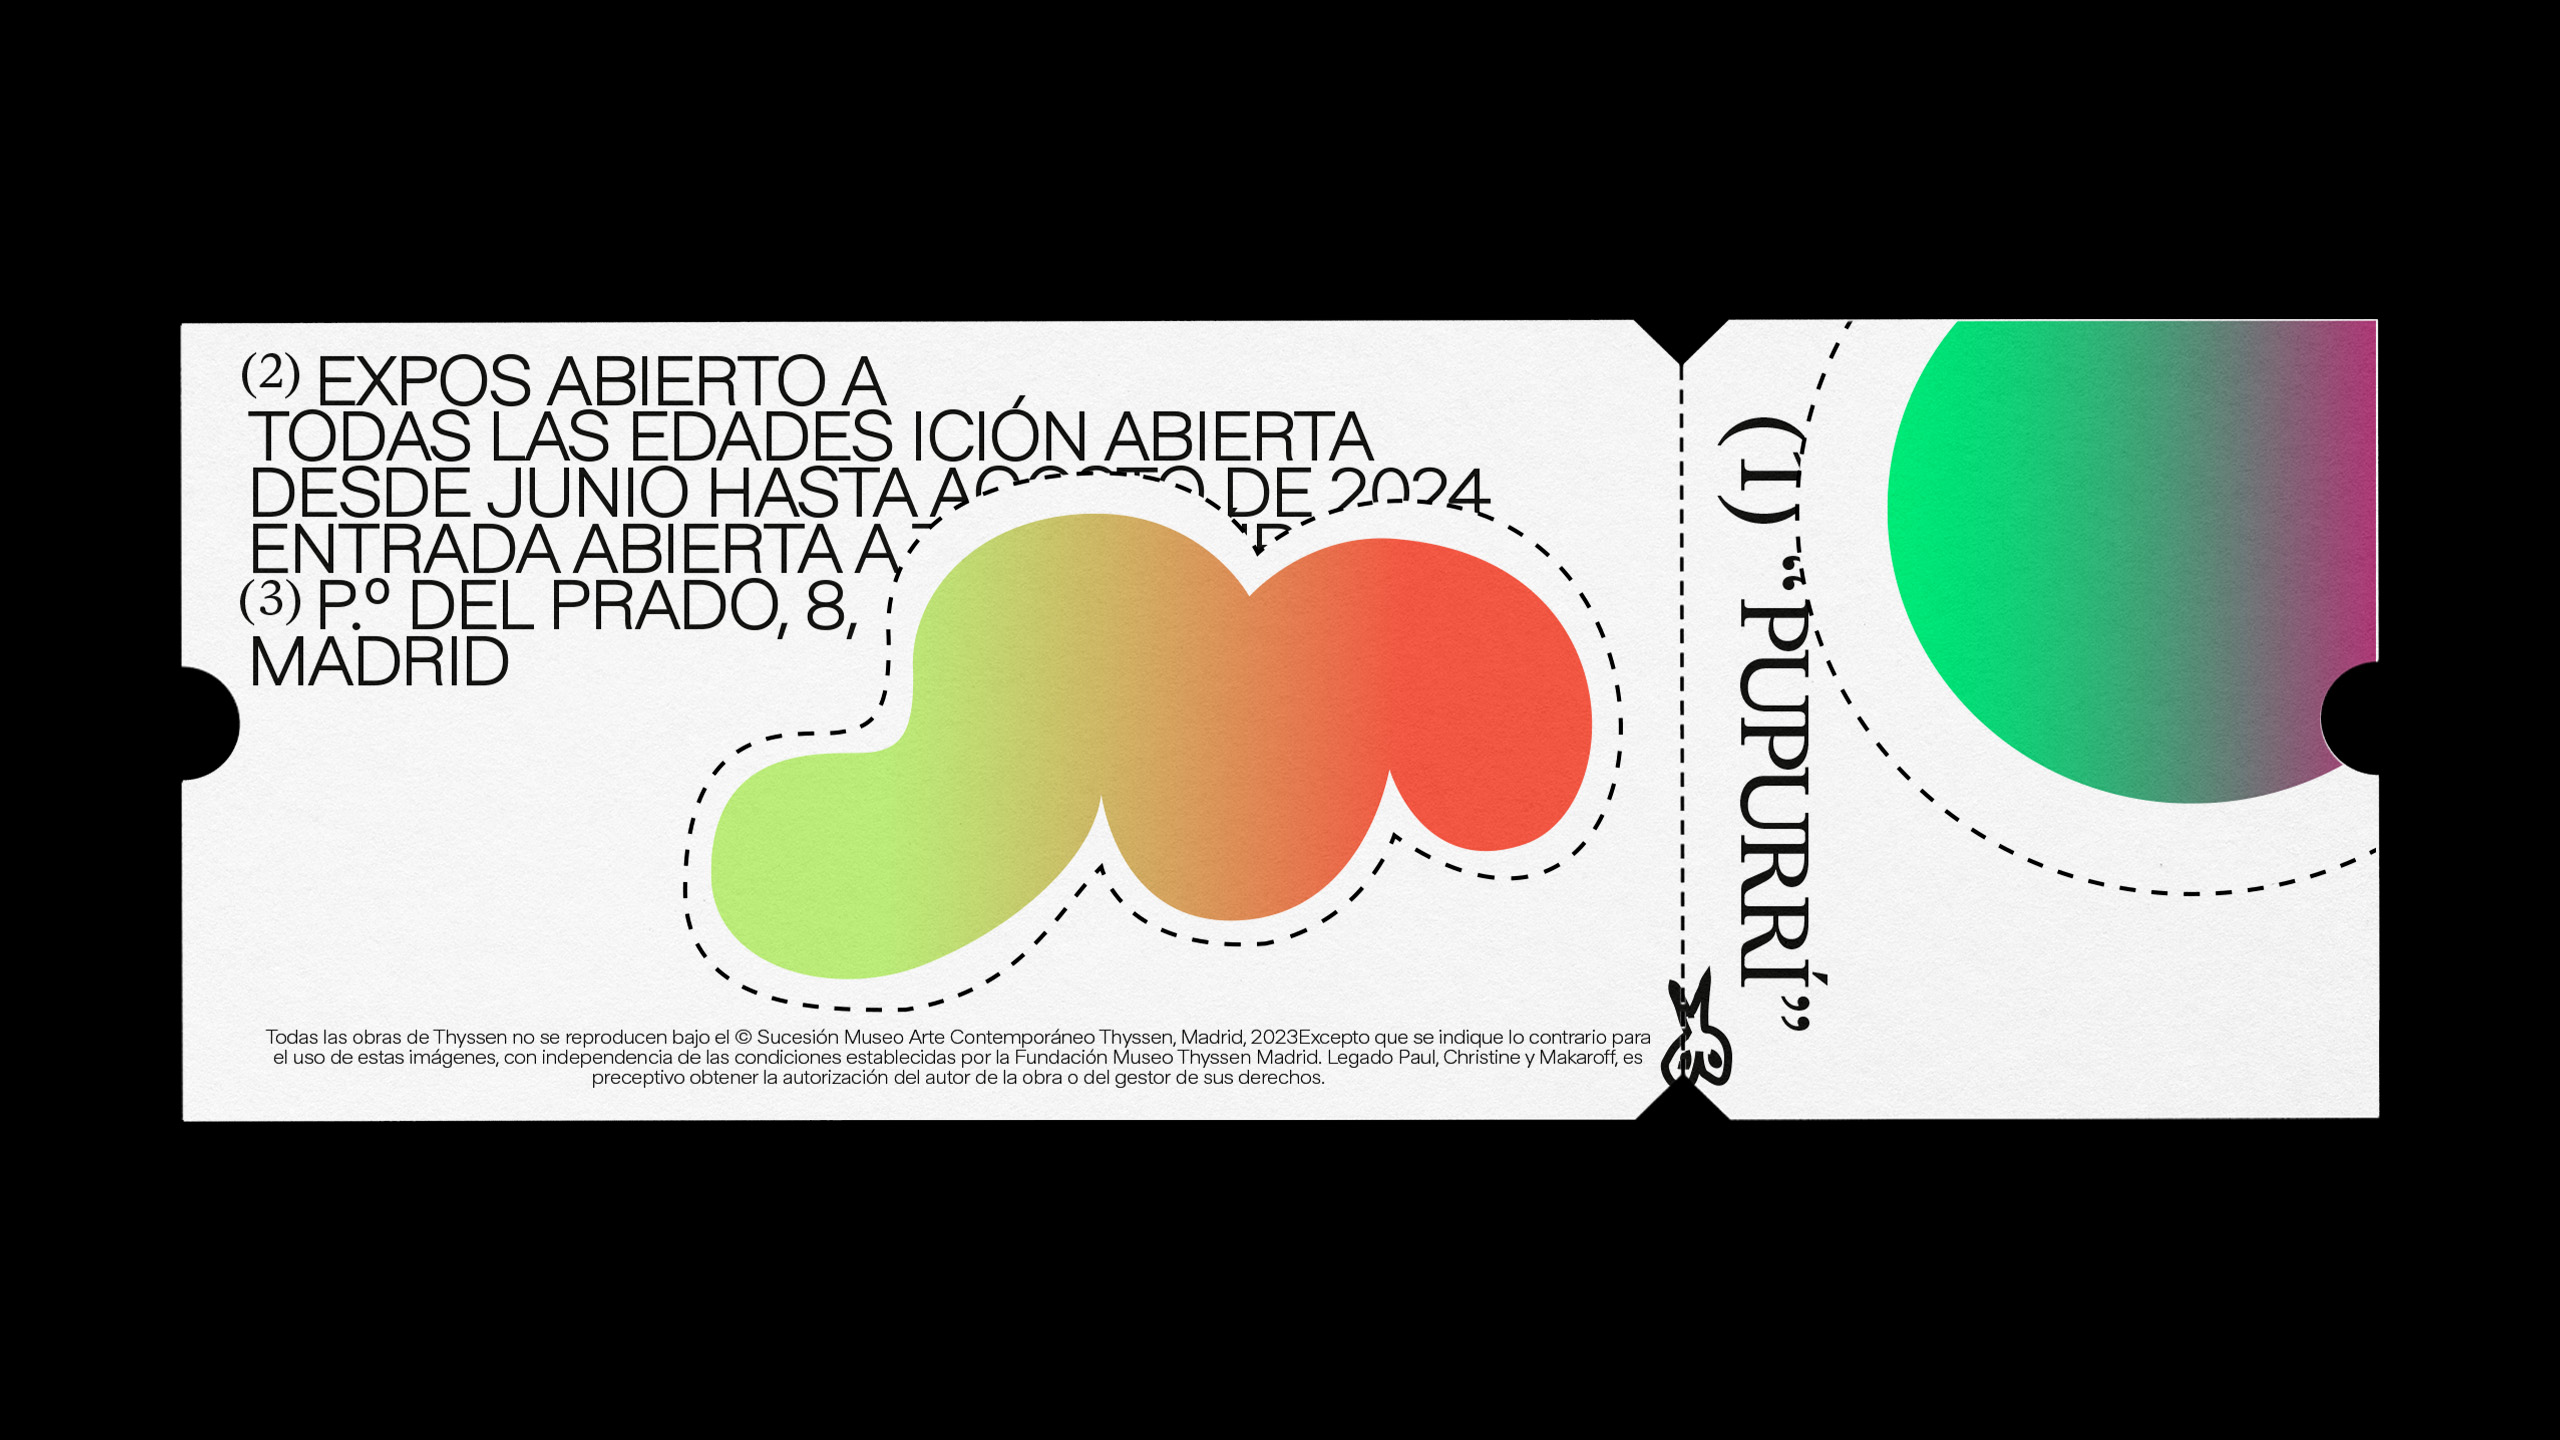 (1) “PUPURRÍ”
(2) EXPOS ABIERTO A
TODAS LAS EDADES ICIÓN ABIERTA
DESDE JUNIO HASTA DE 2024
ENTRADA ABIERTA A
(3) P.º DEL PRADO, 8,
MADRID
Todas las obras de Thyssen no se reproducen bajo el © Sucesión Museo Arte Contemporáneo Thyssen, Madrid, 2023Excepto que se indique lo contrario para
el uso de estas imágenes, con independencia de las condiciones establecidas por la Fundación Museo Thyssen Madrid. Legado Paul, Christine y Makaroff, es
preceptivo obtener la autorización del autor de la obra o del gestor de sus derechos.